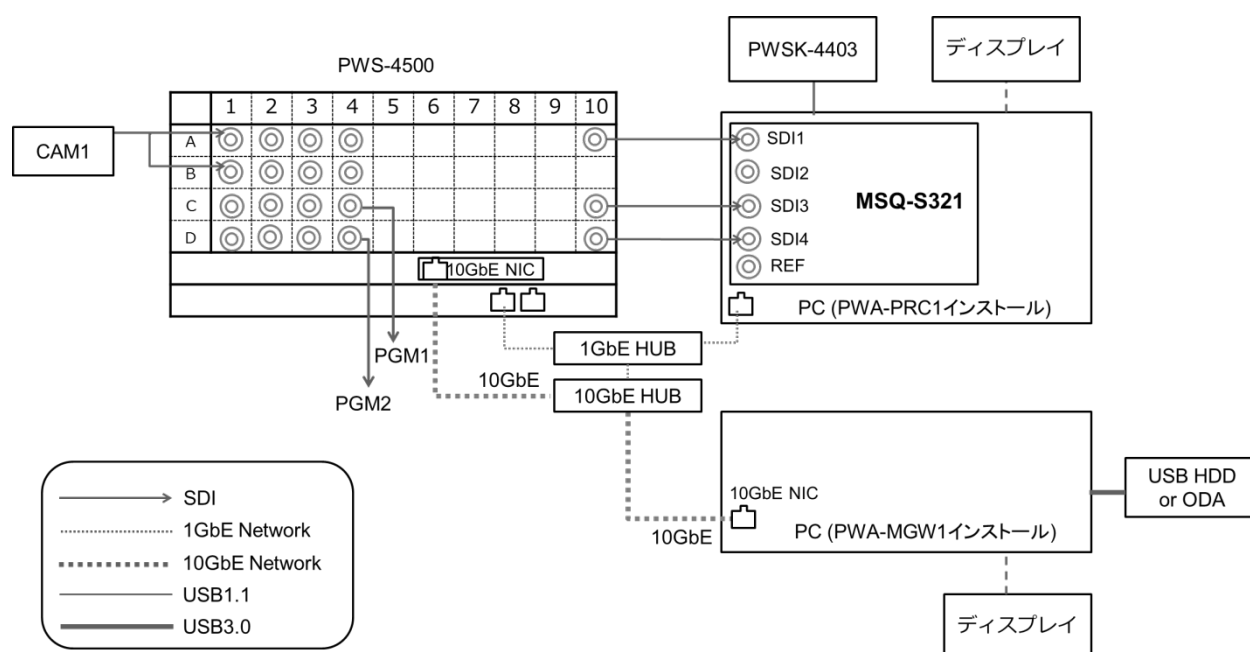 PWS-4500
1 2 3 4 5 6 7 8 9 10
A
B
C
D
10GbE NIC
CAM1
PGM1
PGM2
PWSK-4403
ディスプレイ
SDI1
SDI2
SDI3
SDI4
REF
MSQ-S321
PC (PWA-PRC1インストール)
1GbE HUB
10GbE
10GbE HUB
10GbE NIC
10GbE
PC (PWA-MGW1インストール)
USB HDD
or ODA
ディスプレイ
SDI
1GbE Network
10GbE Network
USB1.1
USB3.0